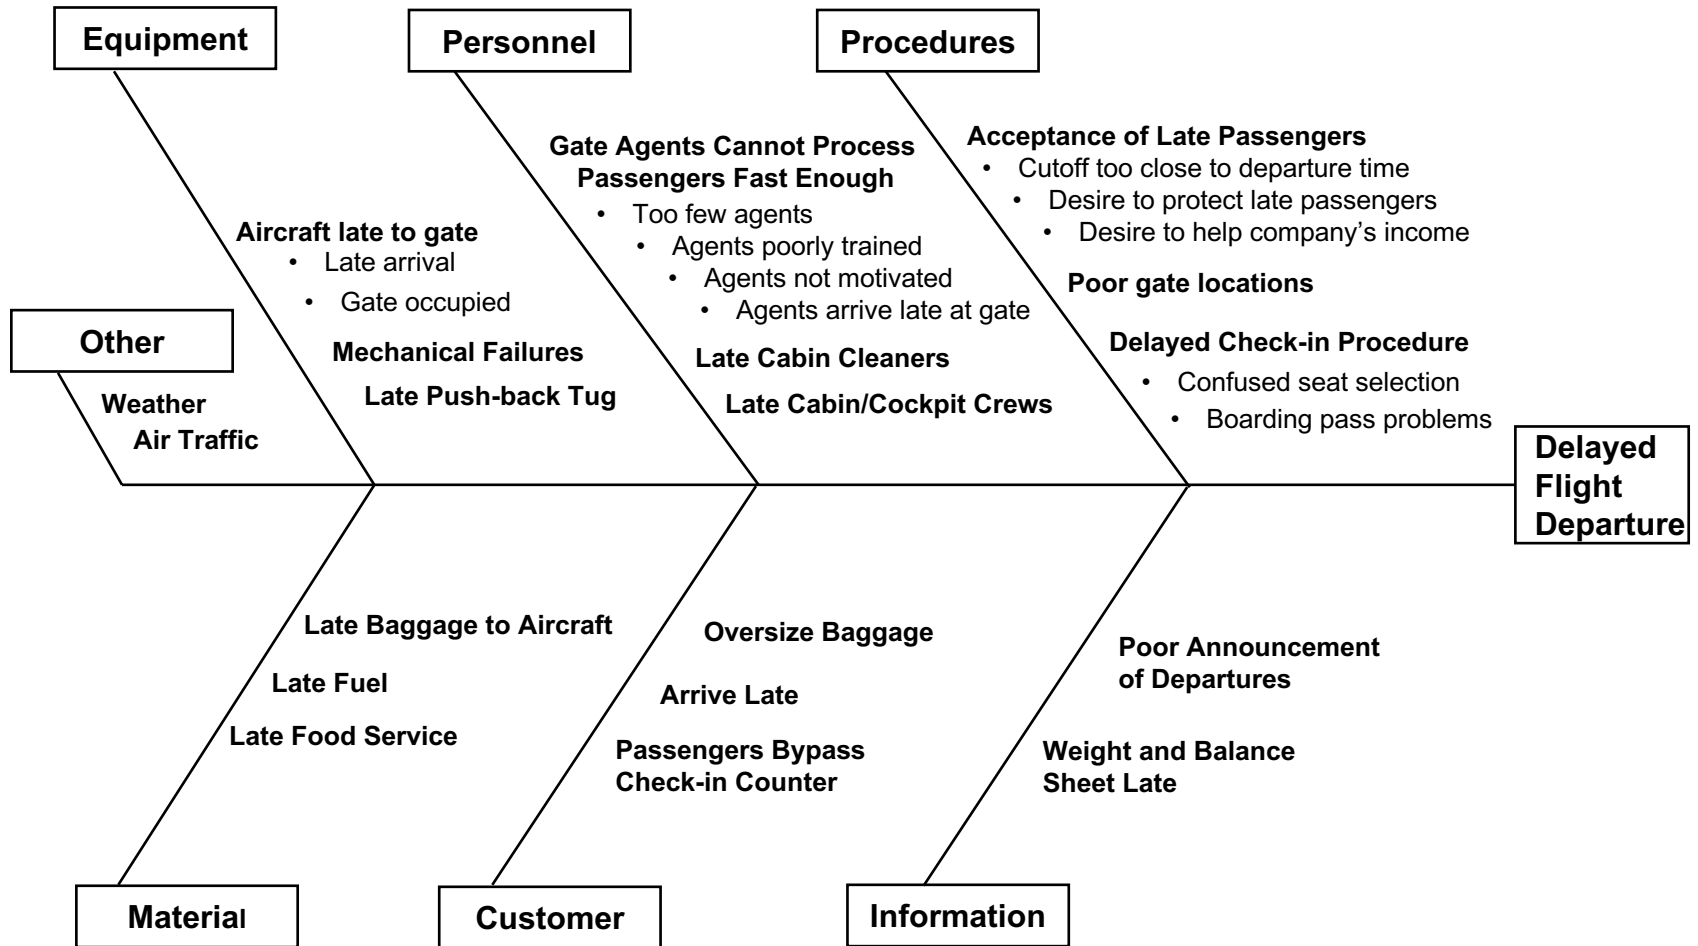 Equipment
Personnel
Procedures
Other
Weather
Air Traffic
Aircraft late to gate
• Late arrival
• Gate occupied
Mechanical Failures
Late Push-back Tug
Gate Agents Cannot Process
Passengers Fast Enough
• Too few agents
• Agents poorly trained
• Agents not motivated
• Agents arrive late at gate
Late Cabin Cleaners
Late Cabin/Cockpit Crews
Acceptance of Late Passengers
• Cutoff too close to departure time
• Desire to protect late passengers
• Desire to help company’s income
Poor gate locations
Delayed Check-in Procedure
• Confused seat selection
• Boarding pass problems
Delayed
Flight
Departure
Late Baggage to Aircraft
Late Fuel
Late Food Service
Oversize Baggage
Arrive Late
Passengers Bypass
Check-in Counter
Poor Announcement
of Departures
Weight and Balance
Sheet Late
Material
Customer
Information